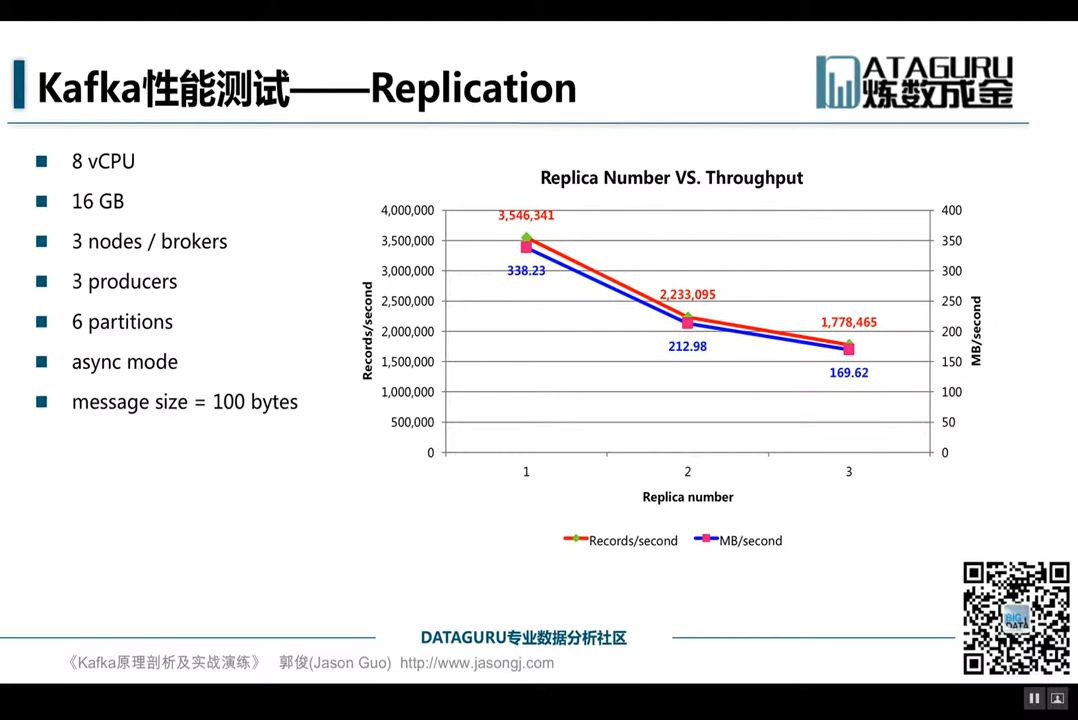 Kafka性能测试——Replication
DATAGURU
炼数成金
8 vCPU
16 GB
3 nodes / brokers
3 producers
6 partitions
async mode
message size = 100 bytes
Replica Number VS. Throughput
Records/second
4,000,000
3,500,000
3,000,000
2,500,000
2,000,000
1,500,000
1,000,000
500,000
0
3,546,341
338.23
2,233,095
212.98
1,778,465
169.62
400
350
300
250
200
150
100
50
0
MB/second
1 2 3
Replica number
Records/second MB/second
BIG
DATA
DATAGURU专业数据分析社区
《Kafka原理剖析及实战演练》 郭俊(Jason Guo) http://www.jasongj.com